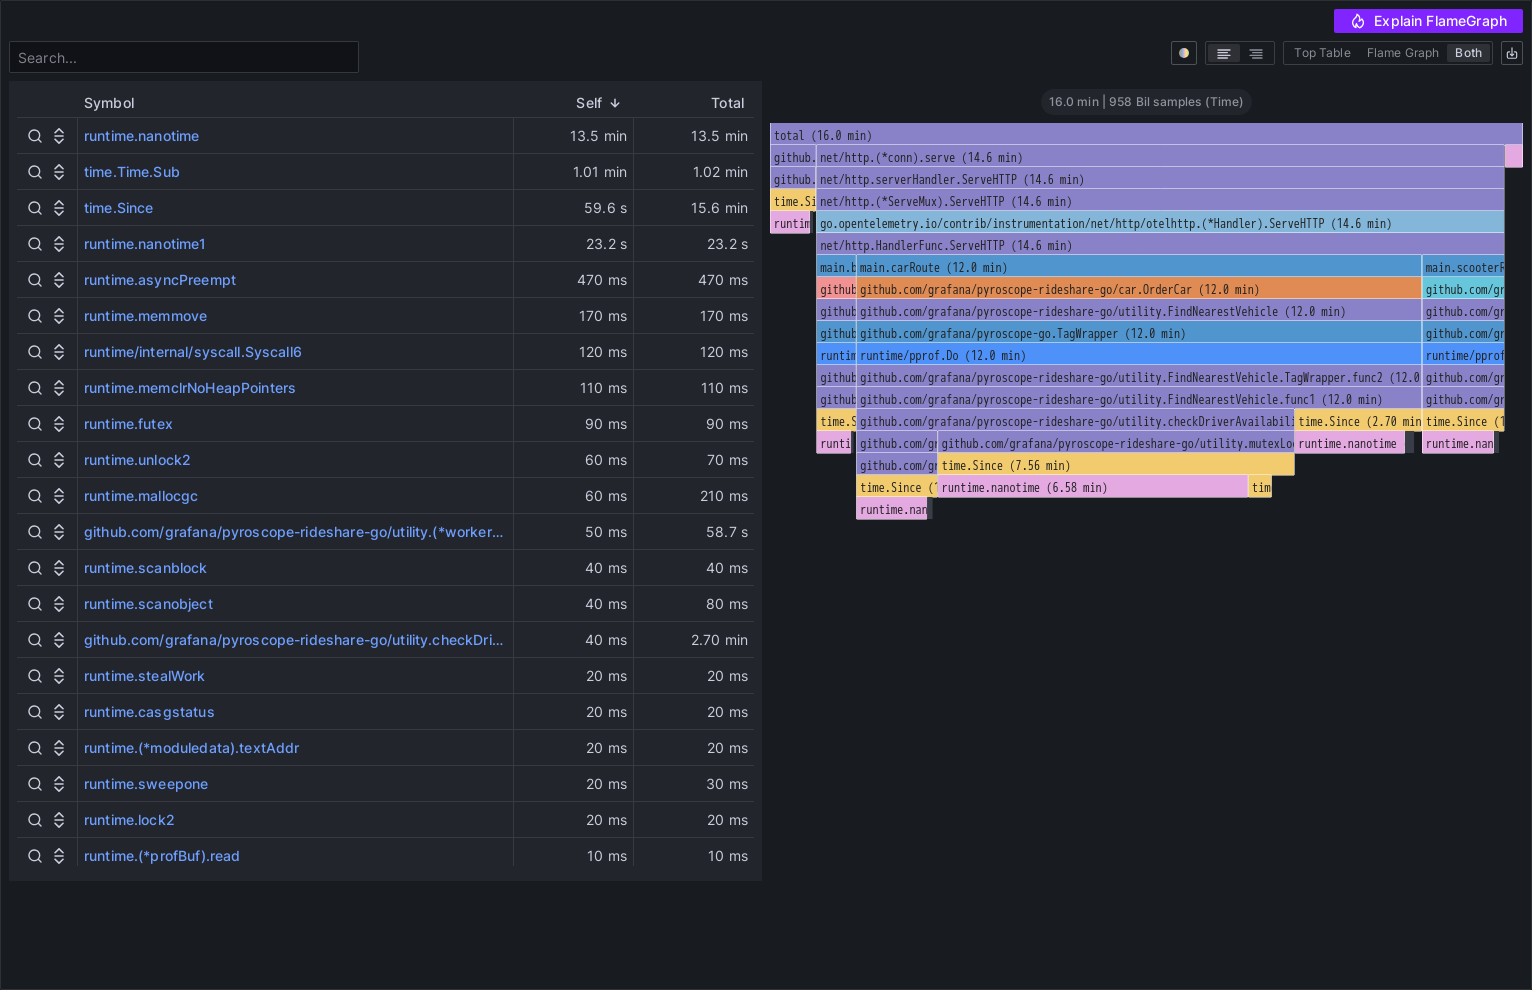 Explain FlameGraph
Search...
Top Table Flame Graph Both
Symbol Self Total
runtime.nanotime 13.5 min 13.5 min
time.Time.Sub 1.01 min 1.02 min
time.Since 59.6 s 15.6 min
runtime.nanotime1 23.2 s 23.2 s
runtime.asyncPreempt 470 ms 470 ms
runtime.memmove 170 ms 170 ms
runtime/internal/syscall.Syscall6 120 ms 120 ms
runtime.memclrNoHeapPointers 110 ms 110 ms
runtime.futex 90 ms 90 ms
runtime.unlock2 60 ms 70 ms
runtime.mallocgc 60 ms 210 ms
github.com/grafana/pyroscope-rideshare-go/utility.(*worker... 50 ms 58.7 s
runtime.scanblock 40 ms 40 ms
runtime.scanobject 40 ms 80 ms
github.com/grafana/pyroscope-rideshare-go/utility.checkDri... 40 ms 2.70 min
runtime.stealWork 20 ms 20 ms
runtime.casgstatus 20 ms 20 ms
runtime.(*moduledata).textAddr 20 ms 20 ms
runtime.sweepone 20 ms 30 ms
runtime.lock2 20 ms 20 ms
runtime.(*profBuf).read 10 ms 10 ms
16.0 min | 958 Bil samples (Time)
total (16.0 min)
github. net/http.(*conn).serve (14.6 min)
github. net/http.serverHandler.ServeHTTP (14.6 min)
time.Si net/http.(*ServeMux).ServeHTTP (14.6 min)
runtim go.opentelemetry.io/contrib/instrumentation/net/http/otelhttp.(*Handler).ServeHTTP (14.6 min)
net/http.HandlerFunc.ServeHTTP (14.6 min)
main.b main.carRoute (12.0 min) main.scooterR
github github.com/grafana/pyroscope-rideshare-go/car.OrderCar (12.0 min) github.com/gr
github github.com/grafana/pyroscope-rideshare-go/utility.FindNearestVehicle (12.0 min) github.com/gr
github github.com/grafana/pyroscope-go.TagWrapper (12.0 min) github.com/gr
runtim runtime/pprof.Do (12.0 min) runtime/pprof
github github.com/grafana/pyroscope-rideshare-go/utility.FindNearestVehicle.TagWrapper.func2 (12.0 github.com/gr
github github.com/grafana/pyroscope-rideshare-go/utility.FindNearestVehicle.func1 (12.0 min) github.com/gr
time.S github.com/grafana/pyroscope-rideshare-go/utility.checkDriverAvailabili time.Since (2.70 min time.Since (1
runti github.com/gr github.com/grafana/pyroscope-rideshare-go/utility.mutexLo runtime.nanotime runtime.nan
github.com/gr time.Since (7.56 min)
time.Since (1 runtime.nanotime (6.58 min) tim
runtime.nan